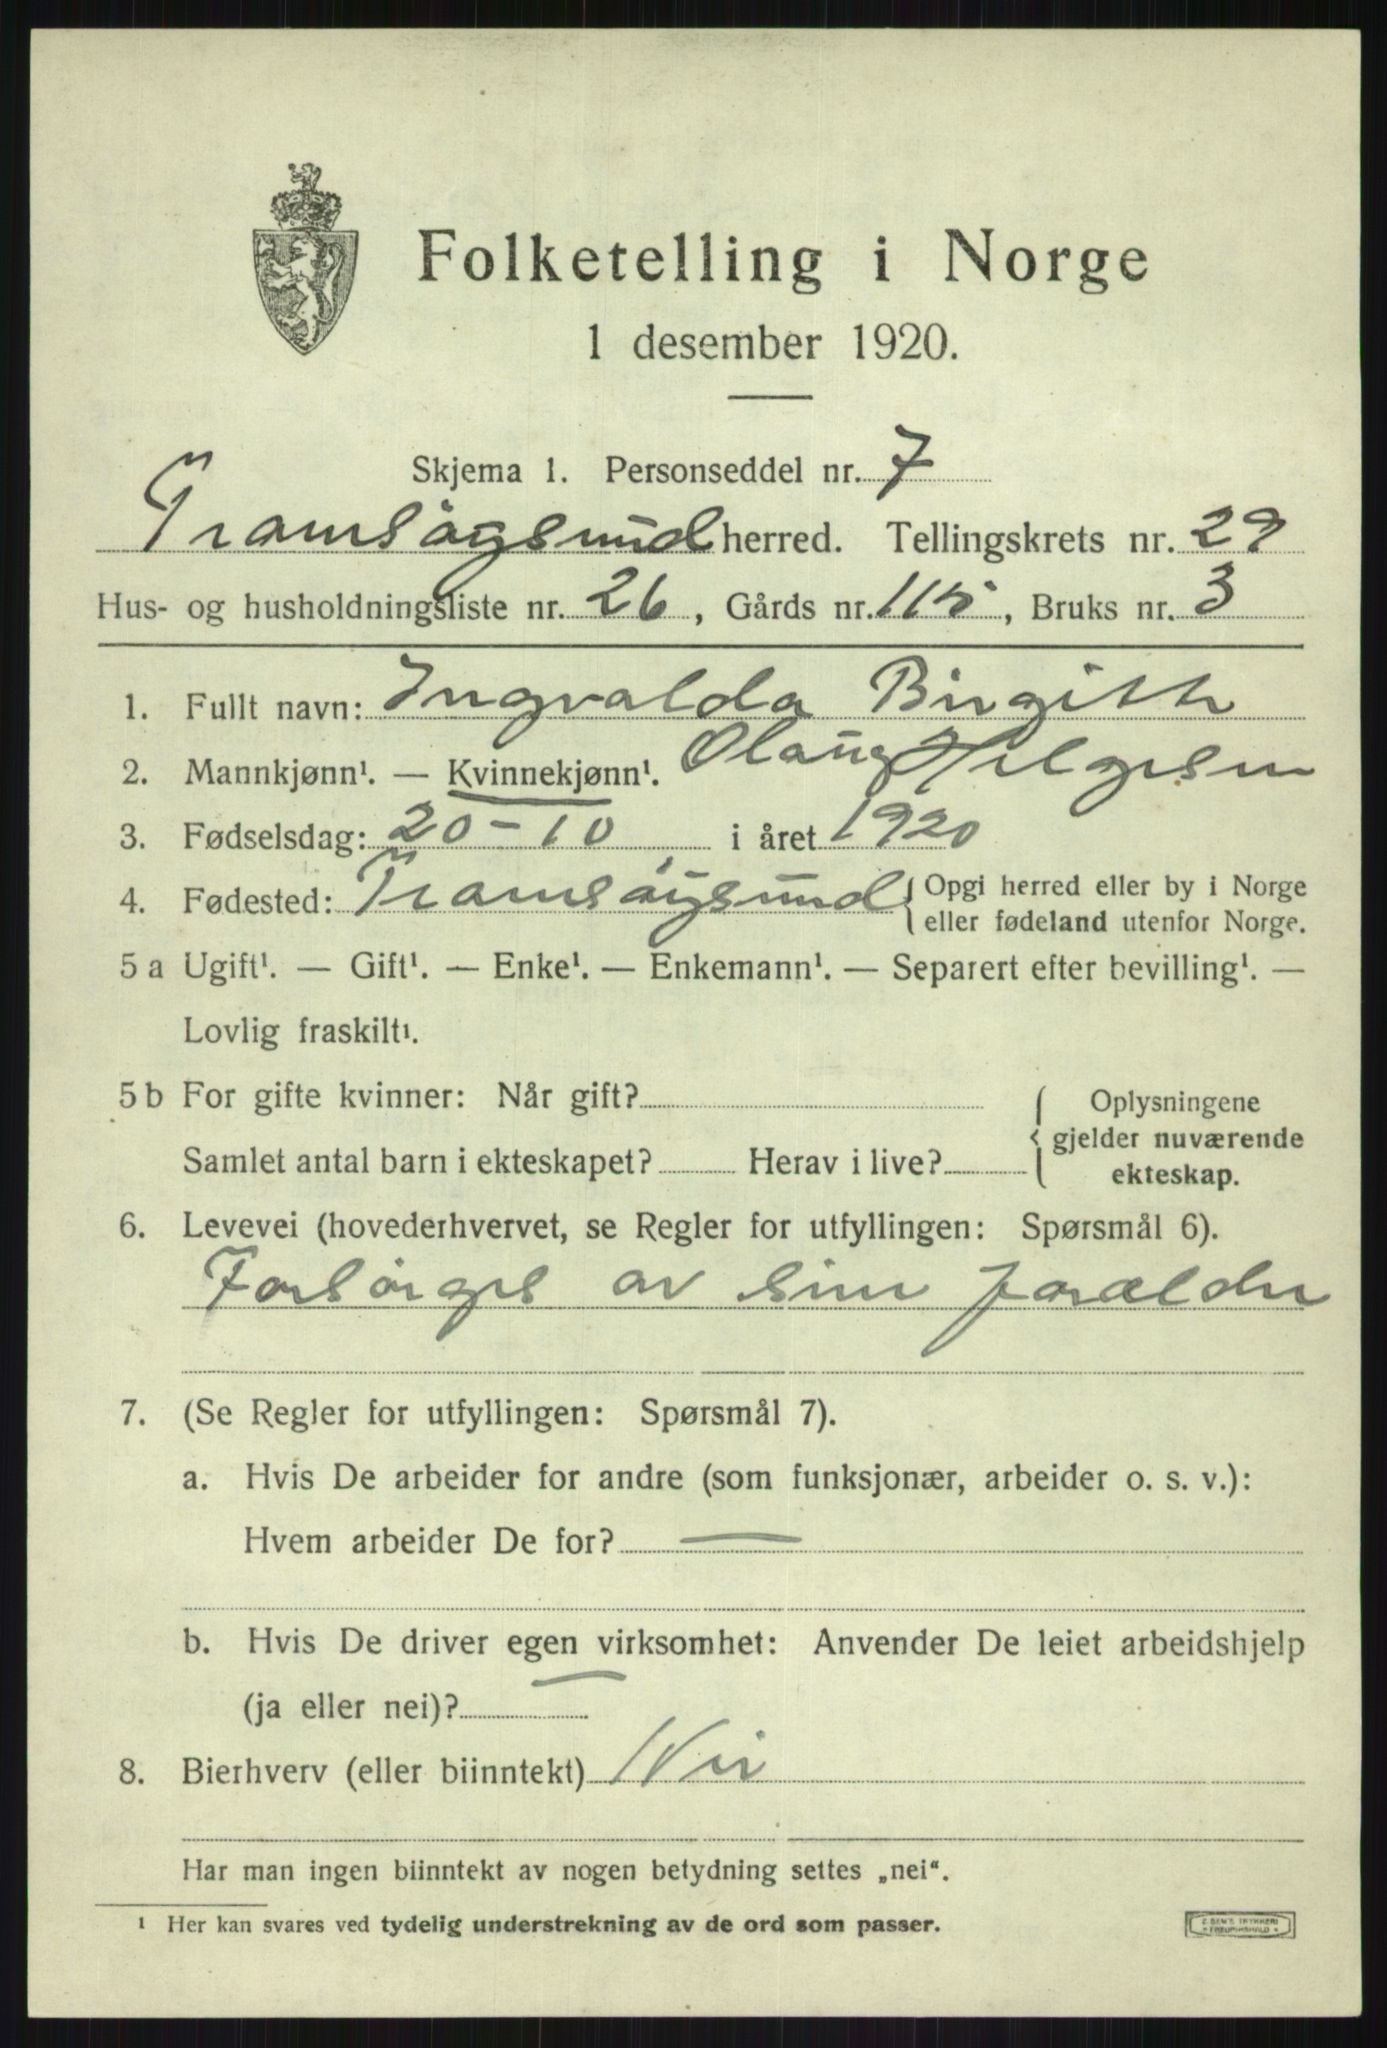 Folketelling i Norge
1 desember 1920.
Skjema 1. Personseddel nr. 7
Tromsøysund herred. Tellingskrets nr. 29
Hus- og husholdningsliste nr. 26, Gårds nr. 115, Bruks nr. 3
1. Fullt navn: Ingvalda Birgith
2. Mannkjønn¹. — Kvinnekjønn¹. Olaug Helgesen
3. Fødselsdag: 20-10 i året 1920
4. Fødested: Tromsøysund { Opgi herred eller by i Norge
eller fødeland utenfor Norge.
5 a Ugift¹. — Gift¹. — Enke¹. — Enkemann¹. — Separert efter bevilling¹. —
Lovlig fraskilt¹.
5 b For gifte kvinner: Når gift?
Samlet antal barn i ekteskapet? Herav i live?
{ Oplysningene
gjelder nuværende
ekteskap.
6. Levevei (hovederhvervet, se Regler for utfyllingen: Spørsmål 6).
Forsørges av sine forældre
7. (Se Regler for utfyllingen: Spørsmål 7).
a. Hvis De arbeider for andre (som funksjonær, arbeider o. s. v.):
Hvem arbeider De for? —
b. Hvis De driver egen virksomhet: Anvender De leiet arbeidshjelp
(ja eller nei)? —
8. Bierhverv (eller biinntekt) Nei
Har man ingen biinntekt av nogen betydning settes „nei“.
¹ Her kan svares ved tydelig understrekning av de ord som passer.